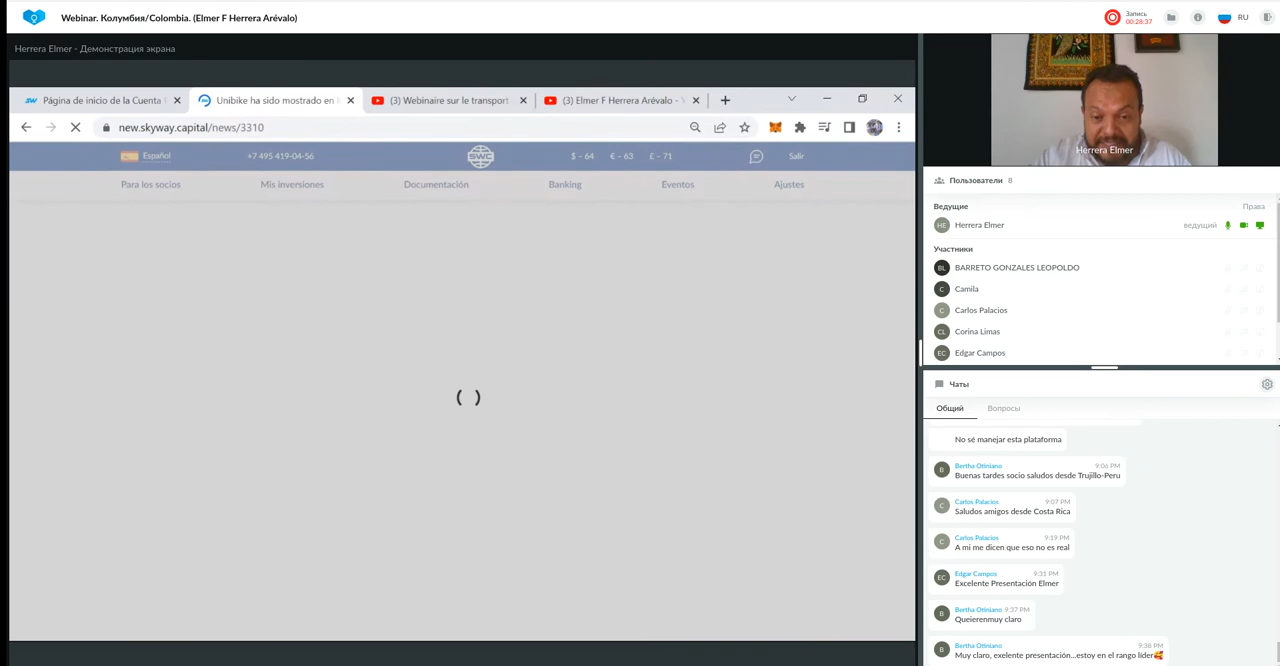 Webinar. Колумбия/Colombia. (Elmer F Herrera Arévalo)
Запись
00:28:37
RU
Herrera Elmer - Демонстрация экрана
Página de inicio de la Cuenta
Unibike ha sido mostrado en
(3) Webinaire sur le transport
(3) Elmer F Herrera Arévalo -
new.skyway.capital/news/3310
Español
+7 495 419-04-56
SWC
$ – 64
€ – 63
£ – 71
Salir
Para los socios
Mis inversiones
Documentación
Banking
Eventos
Ajustes
Herrera Elmer
Пользователи 8
Ведущие
Права
HE
Herrera Elmer
ведущий
Участники
BL
BARRETO GONZALES LEOPOLDO
C
Camila
C
Carlos Palacios
CL
Corina Limas
EC
Edgar Campos
Чаты
Общий
Вопросы
No sé manejar esta plataforma
B
Bertha Otiniano
9:06 PM
Buenas tardes socio saludos desde Trujillo-Peru
C
Carlos Palacios
9:07 PM
Saludos amigos desde Costa Rica
C
Carlos Palacios
9:19 PM
A mi me dicen que eso no es real
EC
Edgar Campos
9:31 PM
Excelente Presentación Elmer
B
Bertha Otiniano
9:37 PM
Queierenmuy claro
B
Bertha Otiniano
9:38 PM
Muy claro, exelente presentación...estoy en el rango líder🥰